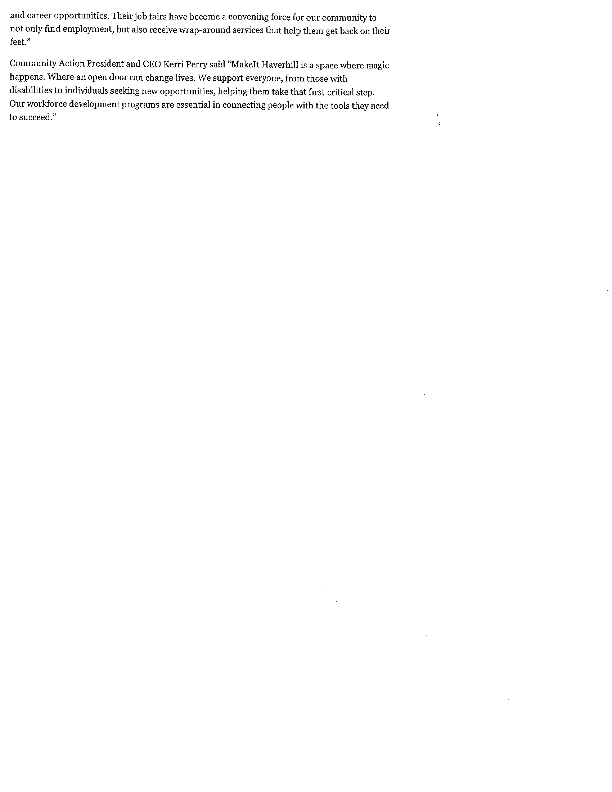 and career opportunities. Their job fairs have become a convening force for our community to
not only find employment, but also receive wrap-around services that help them get back on their
feet."
Community Action President and CEO Kerri Perry said "MakeIt Haverhill is a space where magic
happens. Where an open door can change lives. We support everyone, from those with
disabilities to individuals seeking new opportunities, helping them take that first critical step.
Our workforce development programs are essential in connecting people with the tools they need
to succeed."